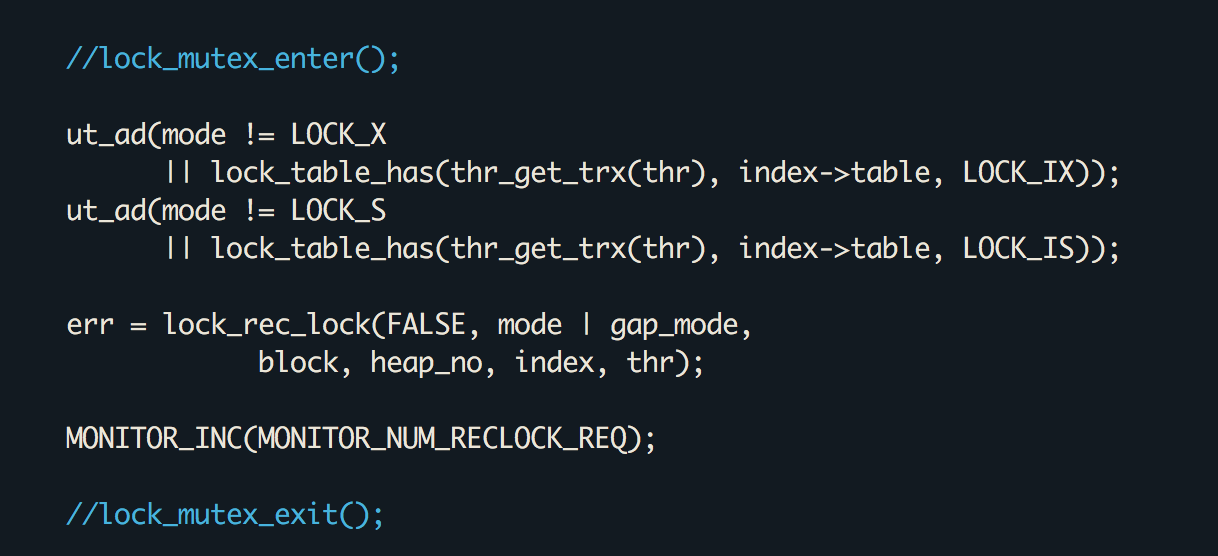 //lock_mutex_enter();
ut_ad(mode != LOCK_X
|| lock_table_has(thr_get_trx(thr), index->table, LOCK_IX));
ut_ad(mode != LOCK_S
|| lock_table_has(thr_get_trx(thr), index->table, LOCK_IS));
err = lock_rec_lock(FALSE, mode | gap_mode,
block, heap_no, index, thr);
MONITOR_INC(MONITOR_NUM_RECLOCK_REQ);
//lock_mutex_exit();